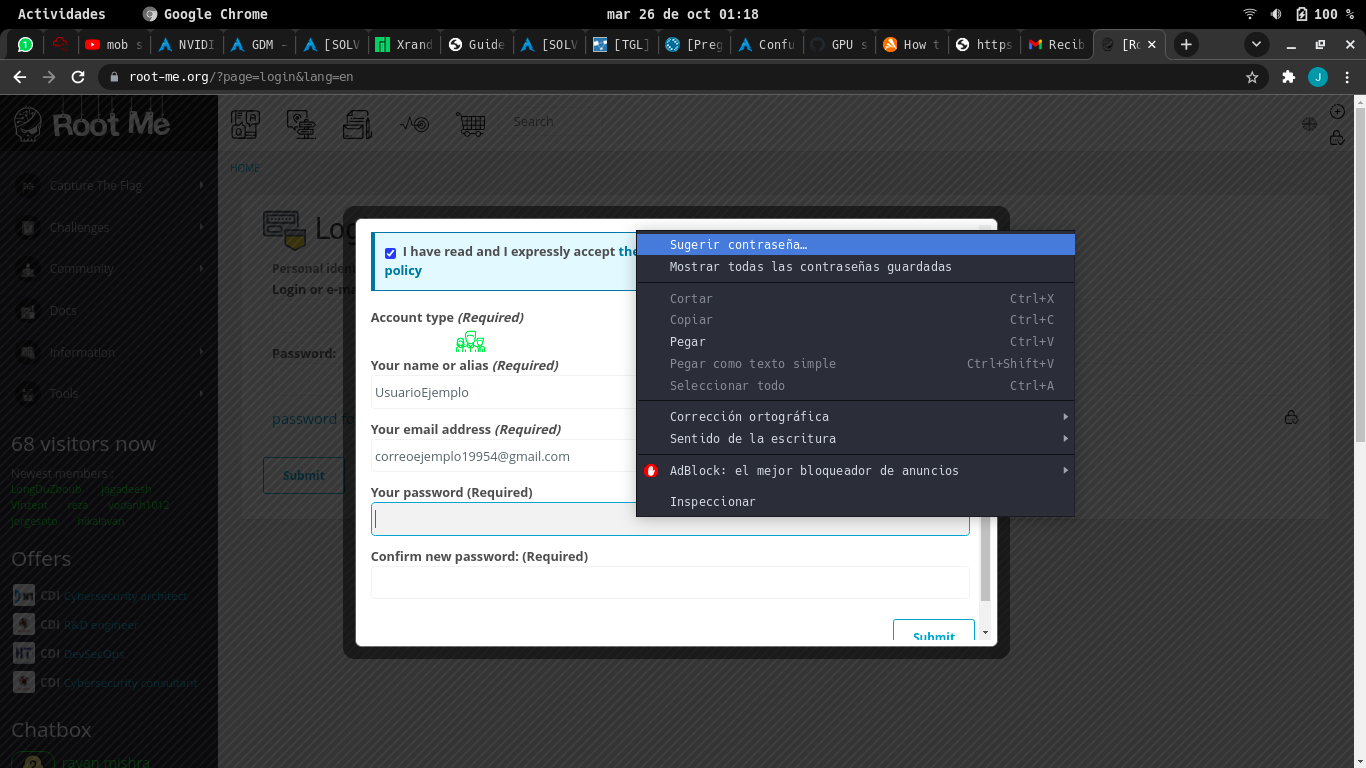 Actividades
Google Chrome
mar 26 de oct 01:18
100 %
mob s
NVIDI
GDM -
[SOLV
Xrand
Guide
[SOLV
[TGL]
[Preg
Confu
GPU s
How t
https
Recib
[Ro
root-me.org/?page=login&lang=en
J
Root Me
Search
HOME
Capture The Flag
Challenges
Community
Docs
Information
Tools
68 visitors now
Newest members :
LongDuZboub jagadeesh
Vinzent reza vodann1012
jorgesoto hikalavan
Offers
CDI Cybersecurity architect
CDI R&D engineer
CDI DevSecOps
CDI Cybersecurity consultant
Chatbox
rayan mishra
Log
Personal iden
Login or e-ma
Password:
password fo
Submit
I have read and I expressly accept the
policy
Account type (Required)
Your name or alias (Required)
UsuarioEjemplo
Your email address (Required)
correoejemplo19954@gmail.com
Your password (Required)
Confirm new password: (Required)
Submit
Sugerir contraseña…
Mostrar todas las contraseñas guardadas
Cortar Ctrl+X
Copiar Ctrl+C
Pegar Ctrl+V
Pegar como texto simple Ctrl+Shift+V
Seleccionar todo Ctrl+A
Corrección ortográfica
Sentido de la escritura
AdBlock: el mejor bloqueador de anuncios
Inspeccionar